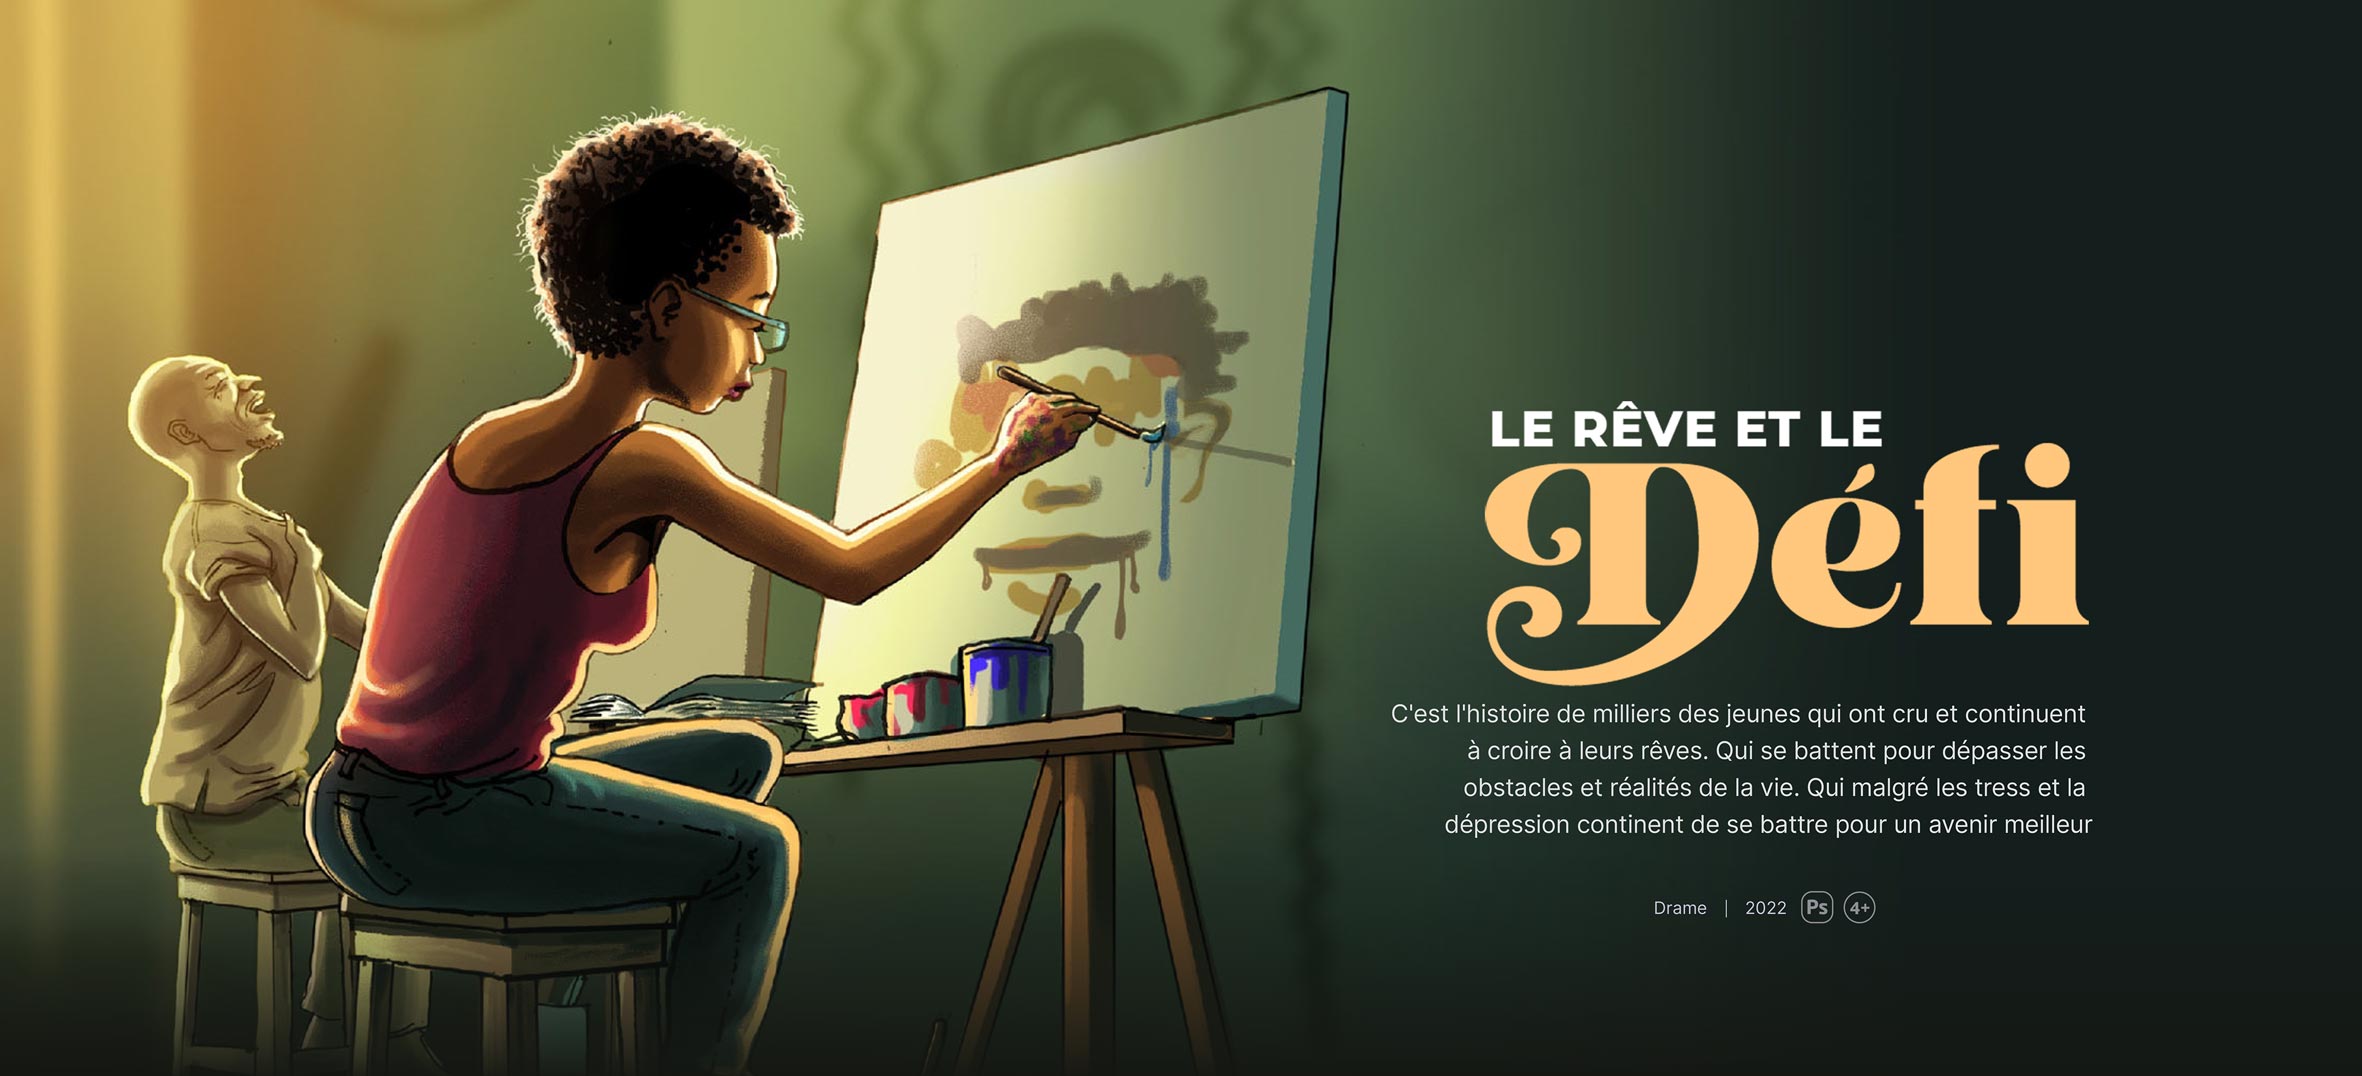 LE RÊVE ET LE
Défi
C'est l'histoire de milliers des jeunes qui ont cru et continuent
à croire à leurs rêves. Qui se battent pour dépasser les
obstacles et réalités de la vie. Qui malgré les tress et la
dépression continent de se battre pour un avenir meilleur
Drame | 2022 Ps 4+